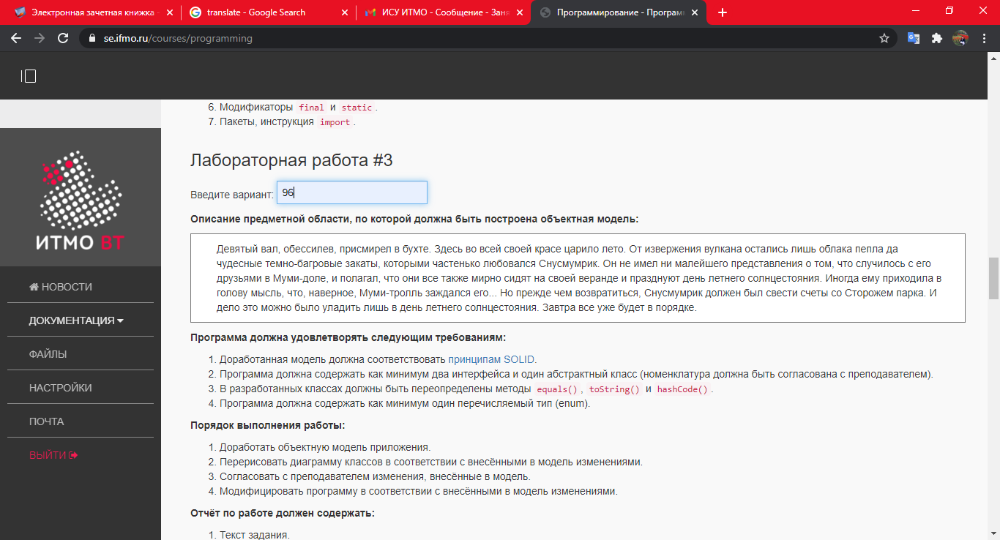 Электронная зачетная книжка -
translate - Google Search
ИСУ ИТМО - Сообщение - Заня
Программирование - Програм
se.ifmo.ru/courses/programming
6. Модификаторы final и static.
7. Пакеты, инструкция import.
Лабораторная работа #3
Введите вариант: 96
Описание предметной области, по которой должна быть построена объектная модель:
Девятый вал, обессилев, присмирел в бухте. Здесь во всей своей красе царило лето. От извержения вулкана остались лишь облака пепла да
чудесные темно-багровые закаты, которыми частенько любовался Снусмумрик. Он не имел ни малейшего представления о том, что случилось с его
друзьями в Муми-доле, и полагал, что они все также мирно сидят на своей веранде и празднуют день летнего солнцестояния. Иногда ему приходила в
голову мысль, что, наверное, Муми-тролль заждался его... Но прежде чем возвратиться, Снусмумрик должен был свести счеты со Сторожем парка. И
дело это можно было уладить лишь в день летнего солнцестояния. Завтра все уже будет в порядке.
Программа должна удовлетворять следующим требованиям:
1. Доработанная модель должна соответствовать принципам SOLID.
2. Программа должна содержать как минимум два интерфейса и один абстрактный класс (номенклатура должна быть согласована с преподавателем).
3. В разработанных классах должны быть переопределены методы equals(), toString() и hashCode().
4. Программа должна содержать как минимум один перечисляемый тип (enum).
Порядок выполнения работы:
1. Доработать объектную модель приложения.
2. Перерисовать диаграмму классов в соответствии с внесёнными в модель изменениями.
3. Согласовать с преподавателем изменения, внесённые в модель.
4. Модифицировать программу в соответствии с внесёнными в модель изменениями.
Отчёт по работе должен содержать:
1. Текст задания.
ИТМО ВТ
НОВОСТИ
ДОКУМЕНТАЦИЯ
ФАЙЛЫ
НАСТРОЙКИ
ПОЧТА
ВЫЙТИ